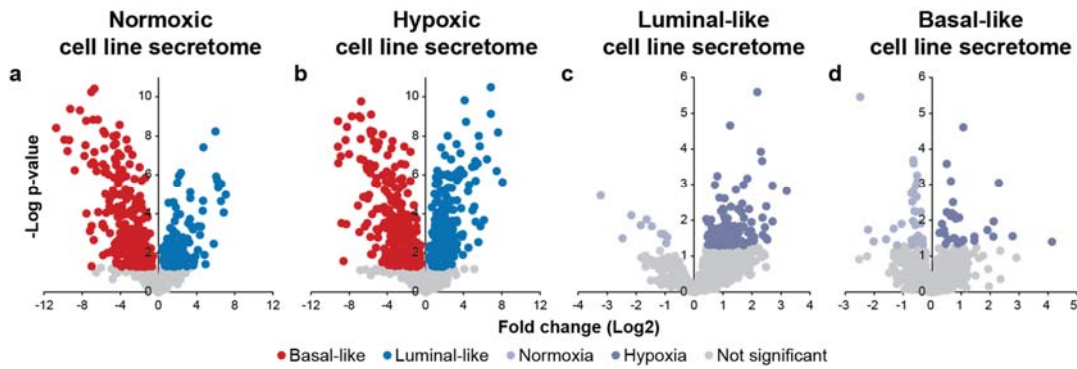 Normoxic
cell line secretome
Hypoxic
cell line secretome
Luminal-like
cell line secretome
Basal-like
cell line secretome
a
b
c
d
-Log p-value
10
8
6
4
2
0
-12 -8 -4 0 4 8 12
10
8
6
4
2
0
-12 -8 -4 0 4 8 12
6
5
4
3
2
1
0
-4 -3 -2 -1 0 1 2 3 4
6
5
4
3
2
1
0
-3 -2 -1 0 1 2 3 4 5
Fold change (Log2)
Basal-like Luminal-like Normoxia Hypoxia Not significant